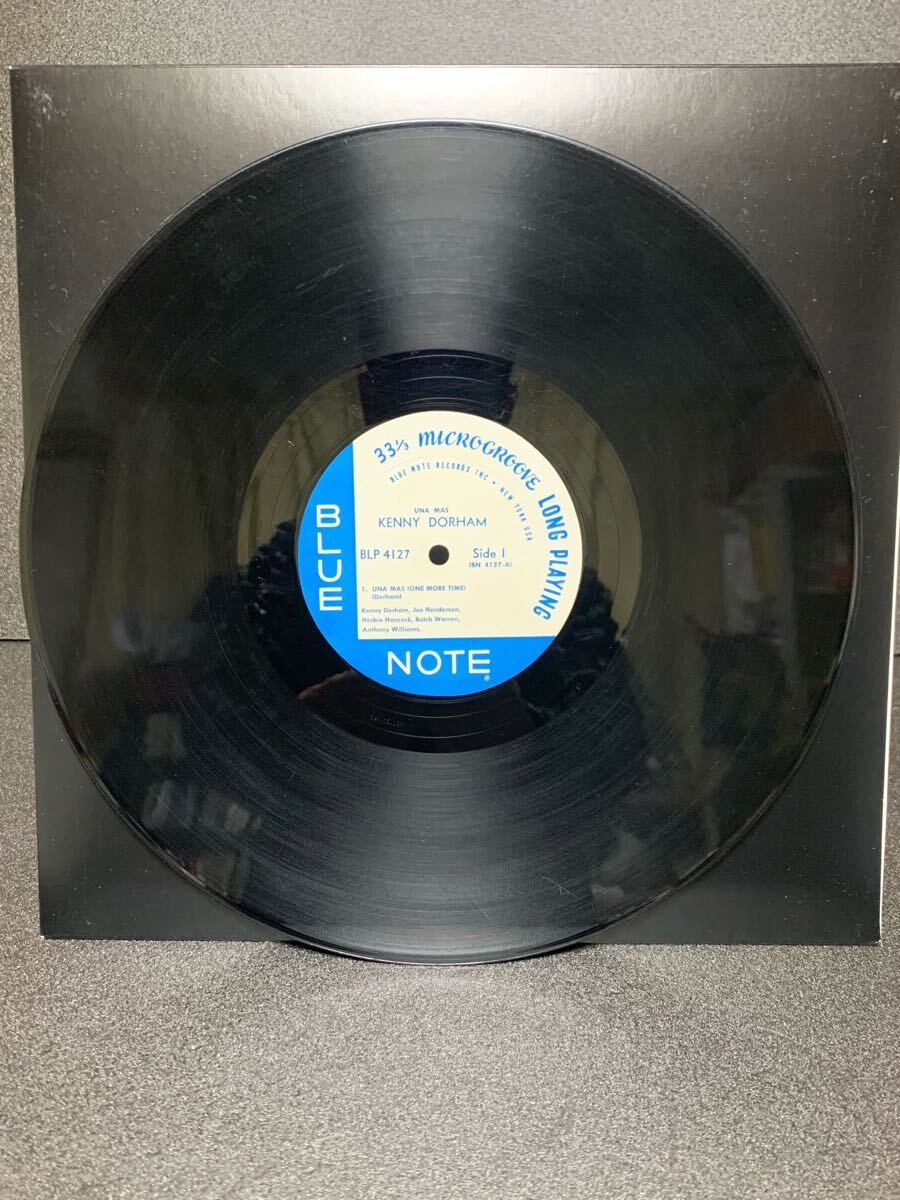 33⅓ MICROGROOVE LONG PLAYING
BLUE NOTE RECORDS INC • NEW YORK USA
UNA MAS
KENNY DORHAM
BLP 4127
Side 1
(BN 4127-A)
1. UNA MAS (ONE MORE TIME)
(Dorham)
Kenny Dorham, Joe Henderson,
Herbie Hancock, Butch Warren,
Anthony Williams.
BLUE
NOTE
®